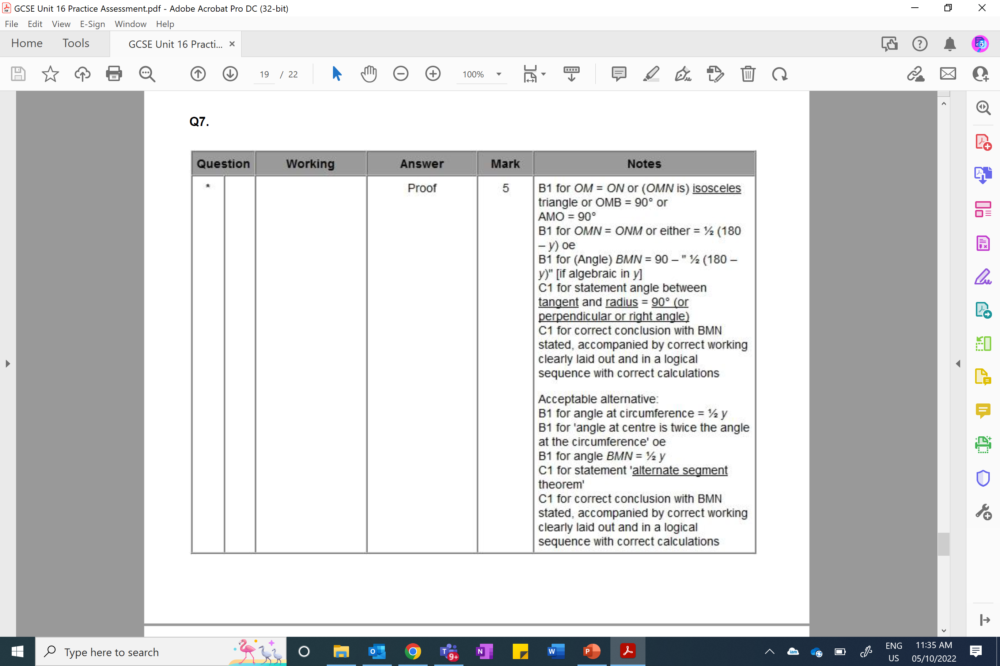 GCSE Unit 16 Practice Assessment.pdf - Adobe Acrobat Pro DC (32-bit)
File Edit View E-Sign Window Help
Home Tools GCSE Unit 16 Practi... ×
19 / 22 100%
Q7.
Question Working Answer Mark Notes
* Proof 5 B1 for OM = ON or (OMN is) isosceles
triangle or OMB = 90° or
AMO = 90°
B1 for OMN = ONM or either = ½ (180
– y) oe
B1 for (Angle) BMN = 90 – " ½ (180 –
y)" [if algebraic in y]
C1 for statement angle between
tangent and radius = 90° (or
perpendicular or right angle)
C1 for correct conclusion with BMN
stated, accompanied by correct working
clearly laid out and in a logical
sequence with correct calculations
Acceptable alternative:
B1 for angle at circumference = ½ y
B1 for 'angle at centre is twice the angle
at the circumference' oe
B1 for angle BMN = ½ y
C1 for statement 'alternate segment
theorem'
C1 for correct conclusion with BMN
stated, accompanied by correct working
clearly laid out and in a logical
sequence with correct calculations
Type here to search
9+
iam
ENG
US
11:35 AM
05/10/2022